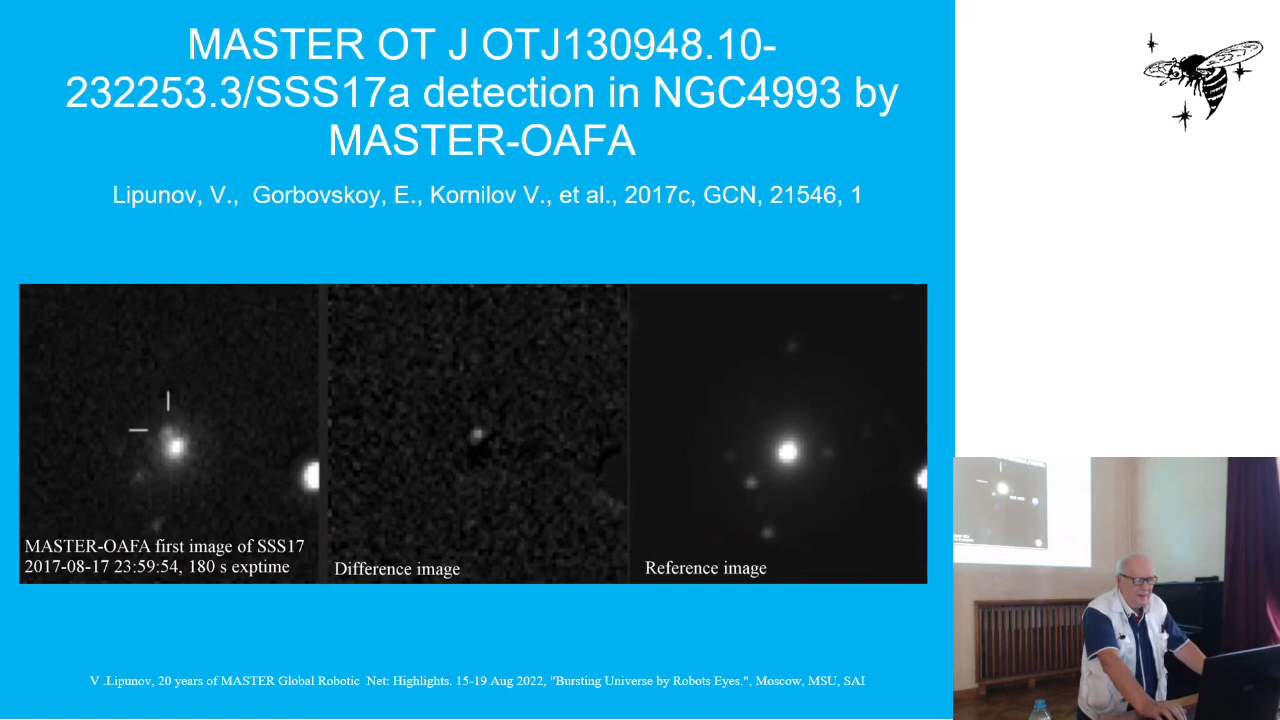 MASTER OT J OTJ130948.10-
232253.3/SSS17a detection in NGC4993 by
MASTER-OAFA
Lipunov, V., Gorbovskoy, E., Kornilov V., et al., 2017c, GCN, 21546, 1
MASTER-OAFA first image of SSS17
2017-08-17 23:59:54, 180 s exptime
Difference image
Reference image
V .Lipunov, 20 years of MASTER Global Robotic Net: Highlights. 15-19 Aug 2022, "Bursting Universe by Robots Eyes.", Moscow, MSU, SAI